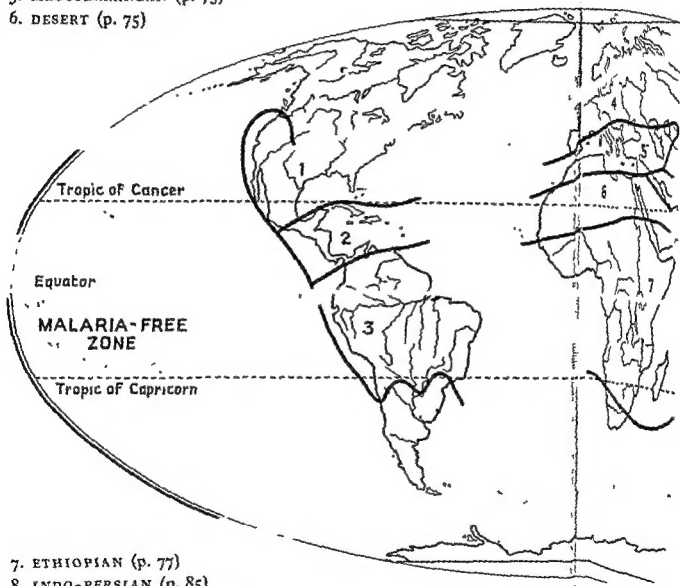 6. DESERT (p. 75)
4
1
5
1
Tropic of Cancer
6
2
Equator
7
MALARIA-FREE
ZONE
3
Tropic of Capricorn
7. ETHIOPIAN (p. 77)
8. INDO-PERSIAN (p. 85)